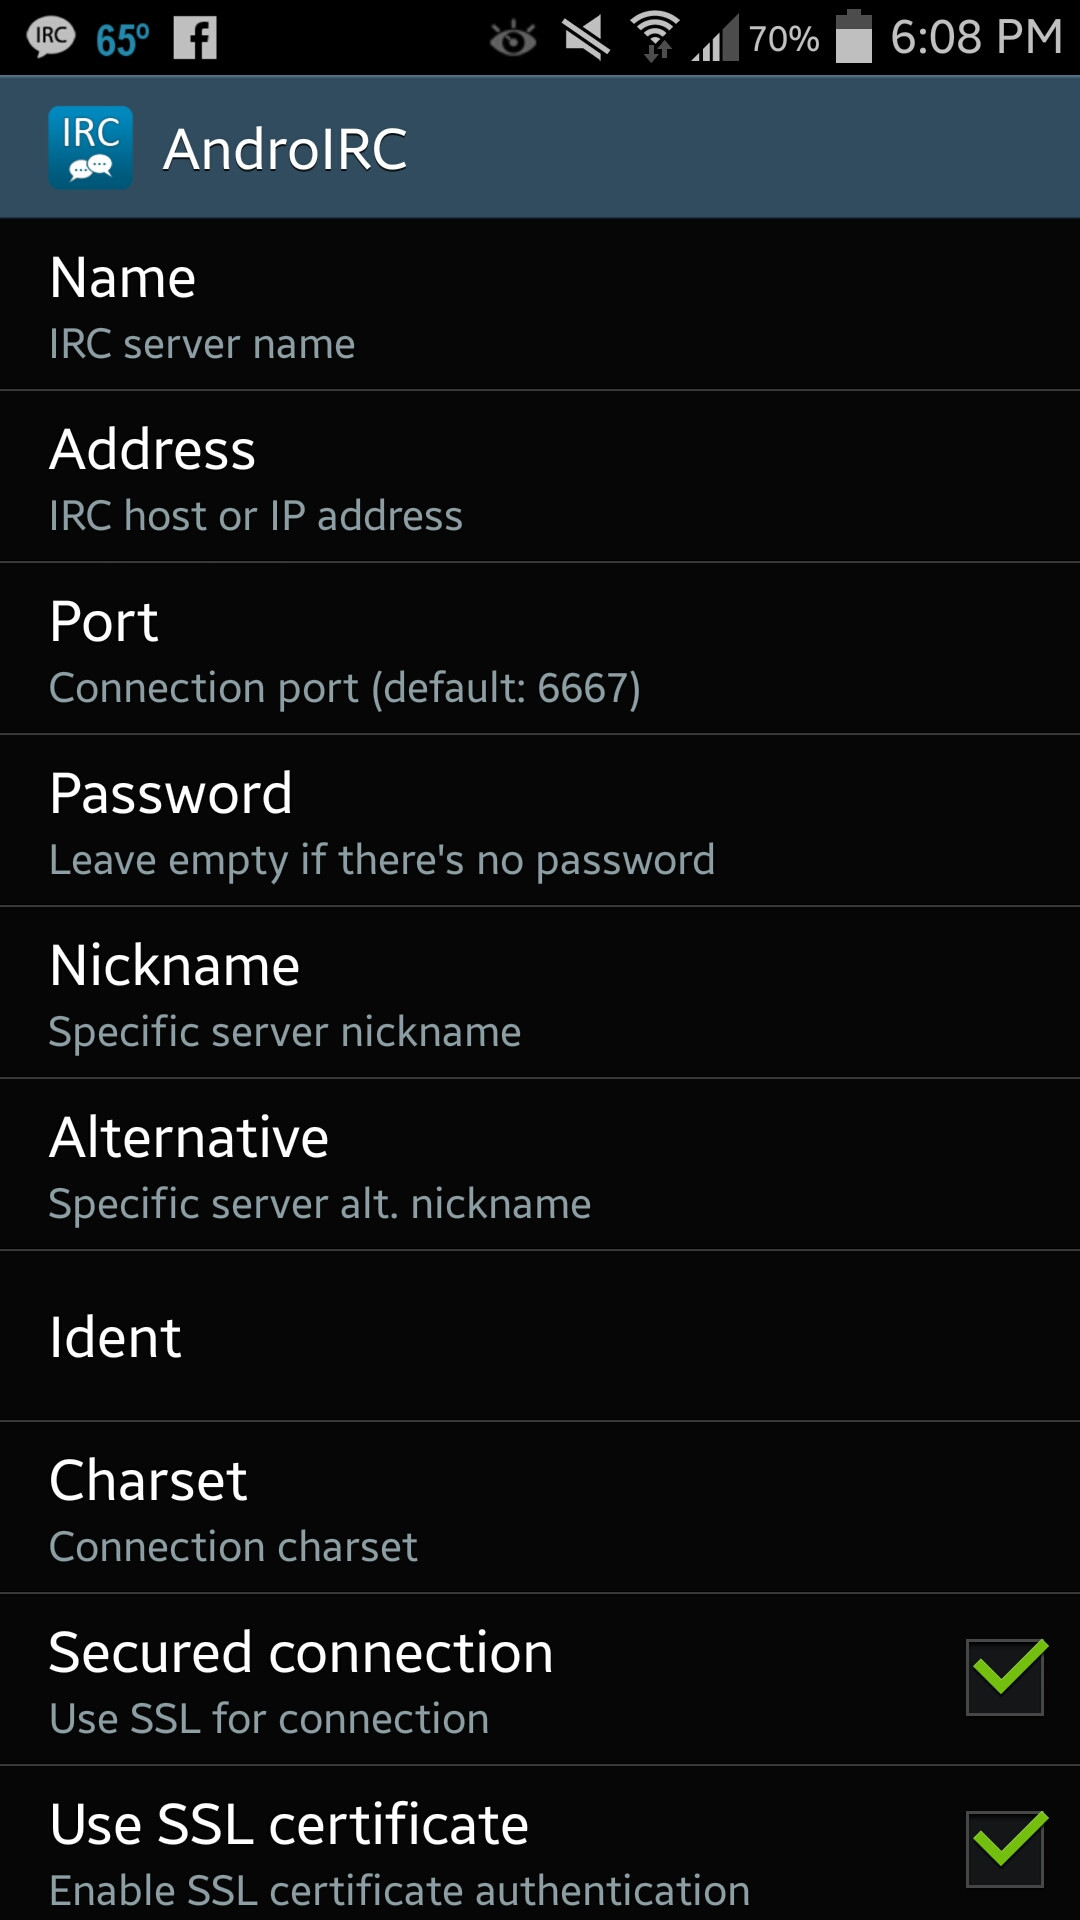 IRC 65° f 70% 6:08 PM
IRC AndroIRC
Name
IRC server name
Address
IRC host or IP address
Port
Connection port (default: 6667)
Password
Leave empty if there's no password
Nickname
Specific server nickname
Alternative
Specific server alt. nickname
Ident
Charset
Connection charset
Secured connection
Use SSL for connection
Use SSL certificate
Enable SSL certificate authentication